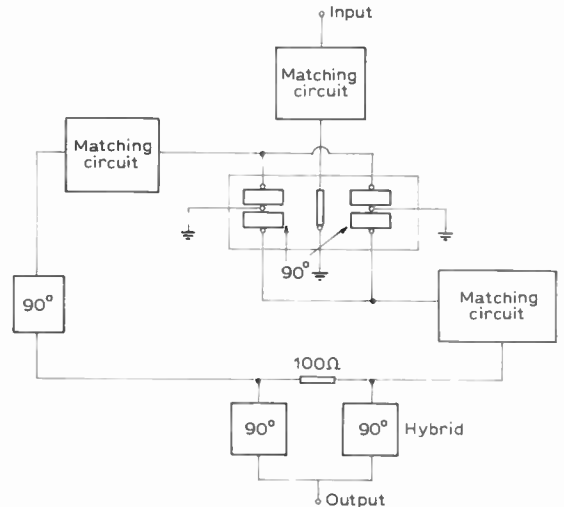 Input
Matching
circuit
Matching
circuit
90°
90°
Matching
circuit
100Ω
90°
90°
Hybrid
Output